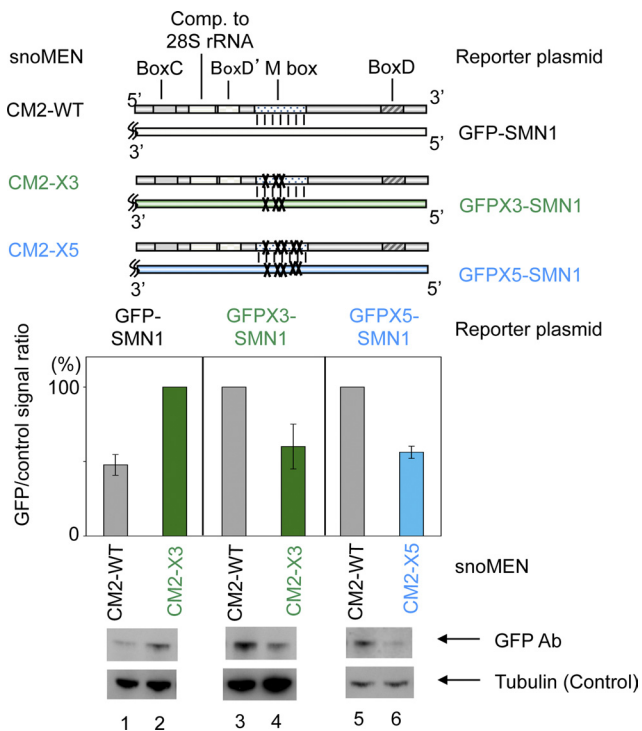 Comp. to
28S rRNA
snoMEN
Reporter plasmid
BoxC
BoxD'
M box
BoxD
5'
3'
CM2-WT
GFP-SMN1
3'
5'
CM2-X3
GFPX3-SMN1
3'
5'
CM2-X5
GFPX5-SMN1
3'
5'
GFP-
SMN1
GFPX3-
SMN1
GFPX5-
SMN1
Reporter plasmid
(%)
100
0
GFP/control signal ratio
CM2-WT
CM2-X3
CM2-WT
CM2-X3
CM2-WT
CM2-X5
snoMEN
GFP Ab
Tubulin (Control)
1 2 3 4 5 6